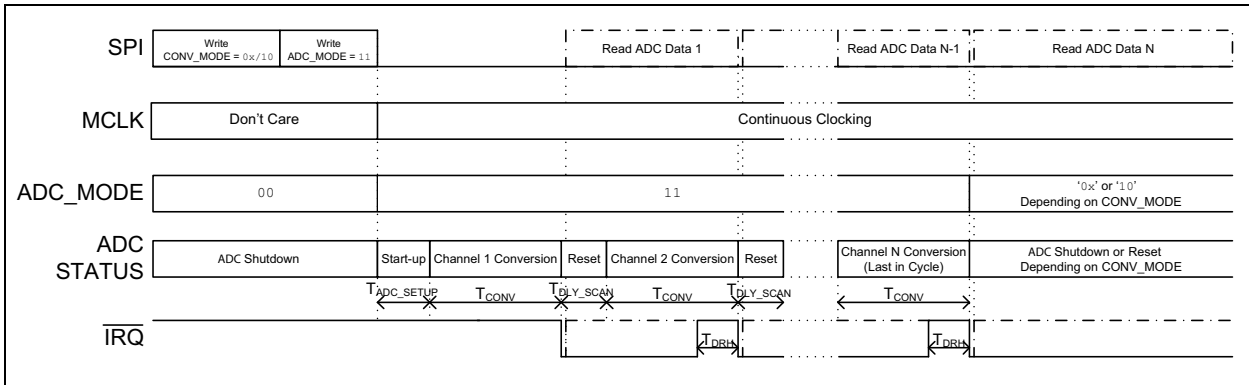 SPI
Write
CONV_MODE = 0x/10
Write
ADC_MODE = 11
Read ADC Data 1
Read ADC Data N-1
Read ADC Data N
MCLK
Don't Care
Continuous Clocking
ADC_MODE
00
11
'0x' or '10'
Depending on CONV_MODE
ADC
STATUS
ADC Shutdown
Start-up
Channel 1 Conversion
Reset
Channel 2 Conversion
Reset
Channel N Conversion
(Last in Cycle)
ADC Shutdown or Reset
Depending on CONV_MODE
TADC_SETUP
TCONV
TDLY_SCAN
TCONV
TDLY_SCAN
TCONV
IRQ
TDRH
TDRH